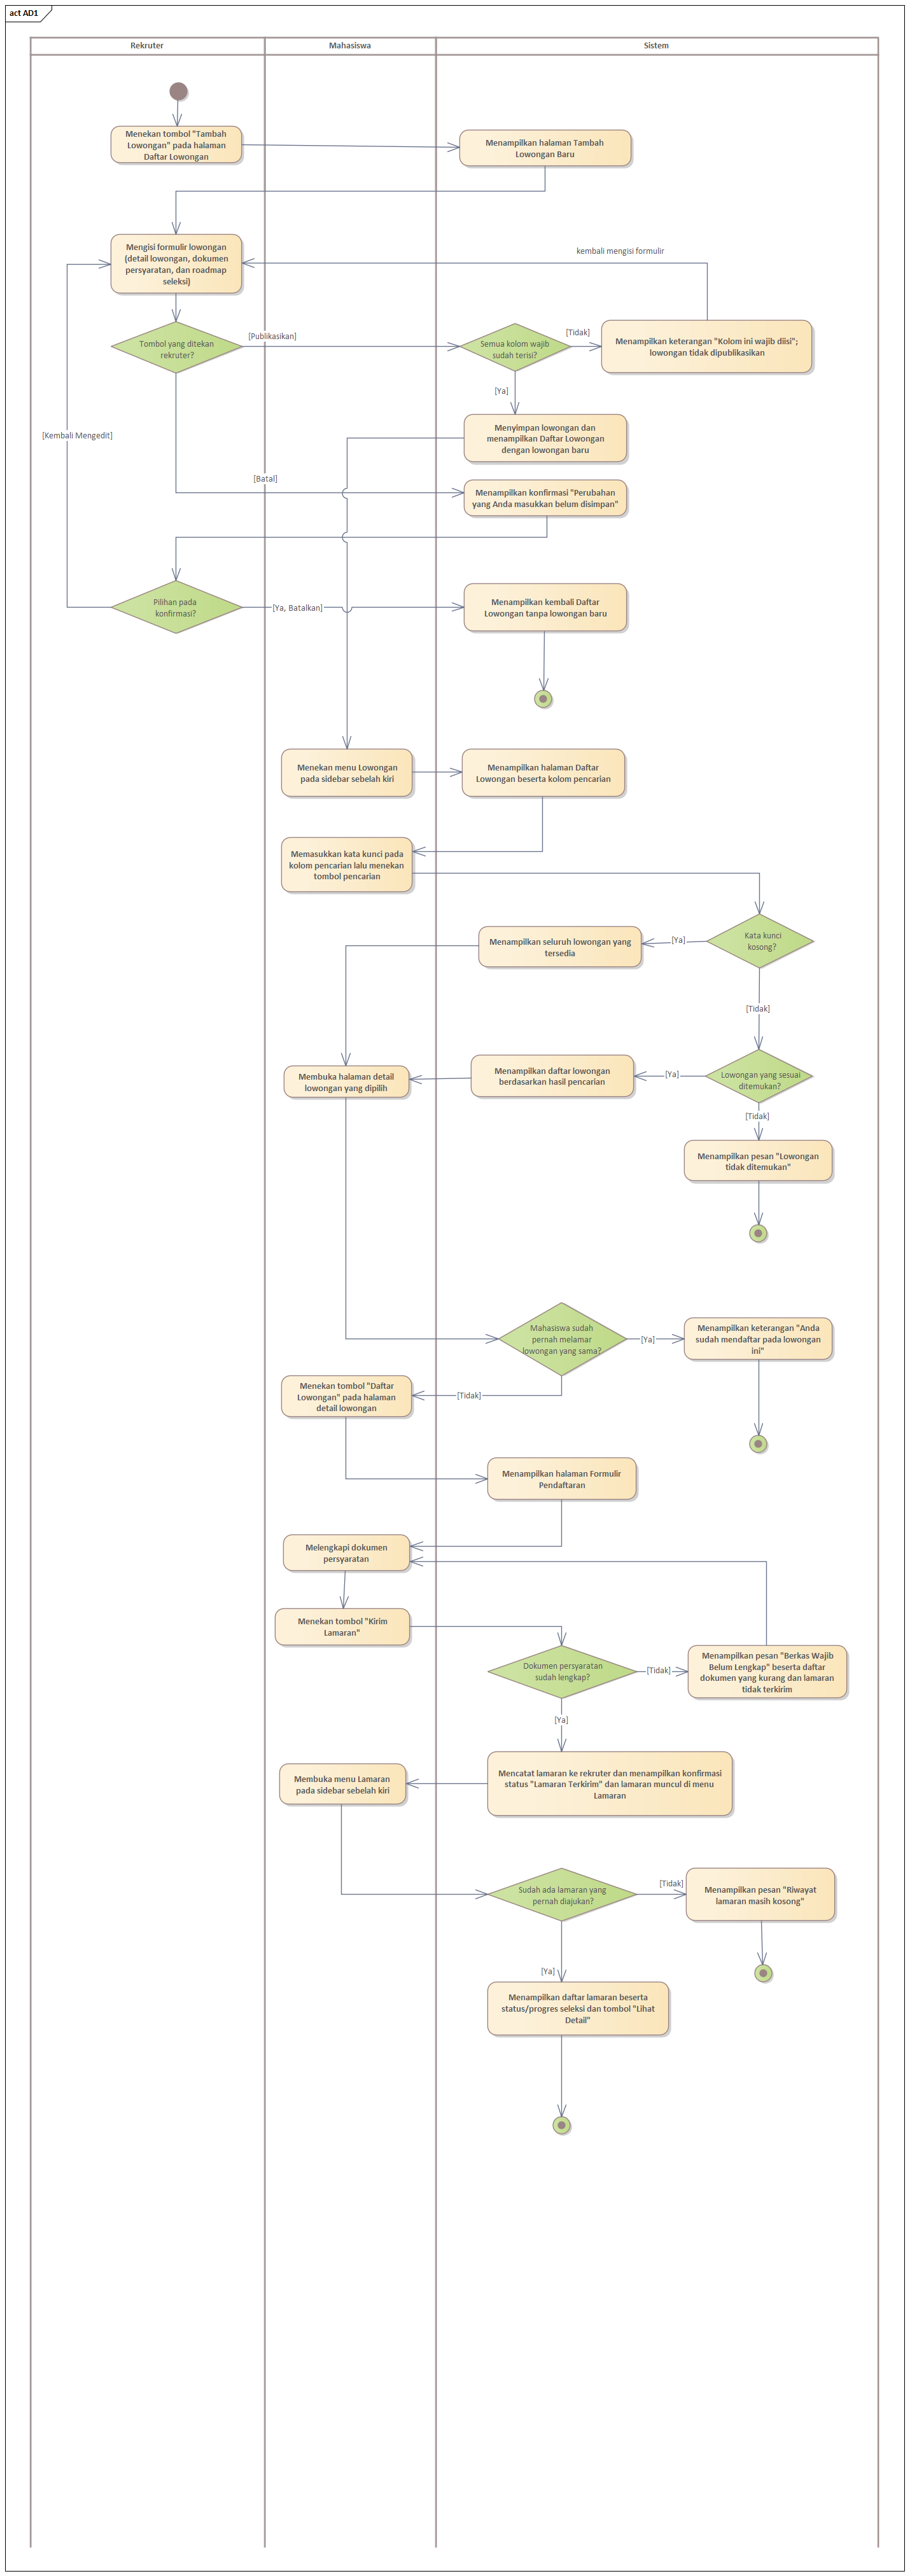 act AD1
Rekruter
Mahasiswa
Sistem
Menekan tombol "Tambah
Lowongan" pada halaman
Daftar Lowongan
Menampilkan halaman Tambah
Lowongan Baru
Mengisi formulir lowongan
(detail lowongan, dokumen
persyaratan, dan roadmap
seleksi)
kembali mengisi formulir
Tombol yang ditekan
rekruter?
[Publikasikan]
Semua kolom wajib
sudah terisi?
[Tidak]
Menampilkan keterangan "Kolom ini wajib diisi";
lowongan tidak dipublikasikan
[Ya]
Menyimpan lowongan dan
menampilkan Daftar Lowongan
dengan lowongan baru
[Kembali Mengedit]
[Batal]
Menampilkan konfirmasi "Perubahan
yang Anda masukkan belum disimpan"
Pilihan pada
konfirmasi?
[Ya, Batalkan]
Menampilkan kembali Daftar
Lowongan tanpa lowongan baru
Menekan menu Lowongan
pada sidebar sebelah kiri
Menampilkan halaman Daftar
Lowongan beserta kolom pencarian
Memasukkan kata kunci pada
kolom pencarian lalu menekan
tombol pencarian
Kata kunci
kosong?
[Ya]
Menampilkan seluruh lowongan yang
tersedia
[Tidak]
Membuka halaman detail
lowongan yang dipilih
Menampilkan daftar lowongan
berdasarkan hasil pencarian
[Ya]
Lowongan yang sesuai
ditemukan?
[Tidak]
Menampilkan pesan "Lowongan
tidak ditemukan"
Mahasiswa sudah
pernah melamar
lowongan yang sama?
[Ya]
Menampilkan keterangan "Anda
sudah mendaftar pada lowongan
ini"
[Tidak]
Menekan tombol "Daftar
Lowongan" pada halaman
detail lowongan
Menampilkan halaman Formulir
Pendaftaran
Melengkapi dokumen
persyaratan
Menekan tombol "Kirim
Lamaran"
Dokumen persyaratan
sudah lengkap?
[Tidak]
Menampilkan pesan "Berkas Wajib
Belum Lengkap" beserta daftar
dokumen yang kurang dan lamaran
tidak terkirim
[Ya]
Mencatat lamaran ke rekruter dan menampilkan konfirmasi
status "Lamaran Terkirim" dan lamaran muncul di menu
Lamaran
Membuka menu Lamaran
pada sidebar sebelah kiri
Sudah ada lamaran yang
pernah diajukan?
[Tidak]
Menampilkan pesan "Riwayat
lamaran masih kosong"
[Ya]
Menampilkan daftar lamaran beserta
status/progres seleksi dan tombol "Lihat
Detail"